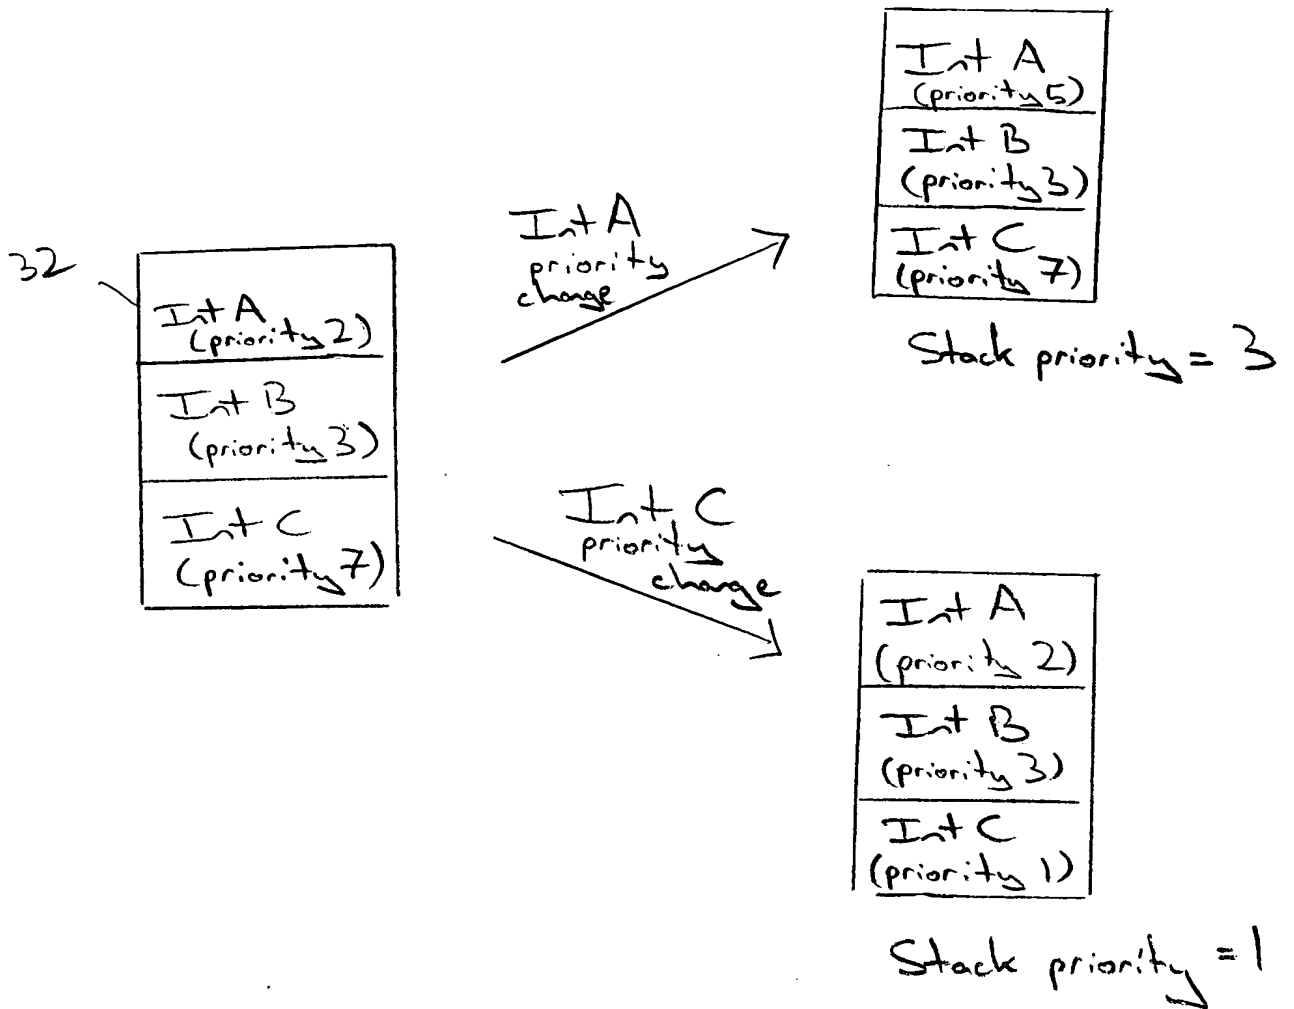 32
Int A
(priority 2)
Int B
(priority 3)
Int C
(priority 7)
Int A
priority
change
Int A
(priority 5)
Int B
(priority 3)
Int C
(priority 7)
Stack priority = 3
Int C
priority
change
Int A
(priority 2)
Int B
(priority 3)
Int C
(priority 1)
Stack priority = 1